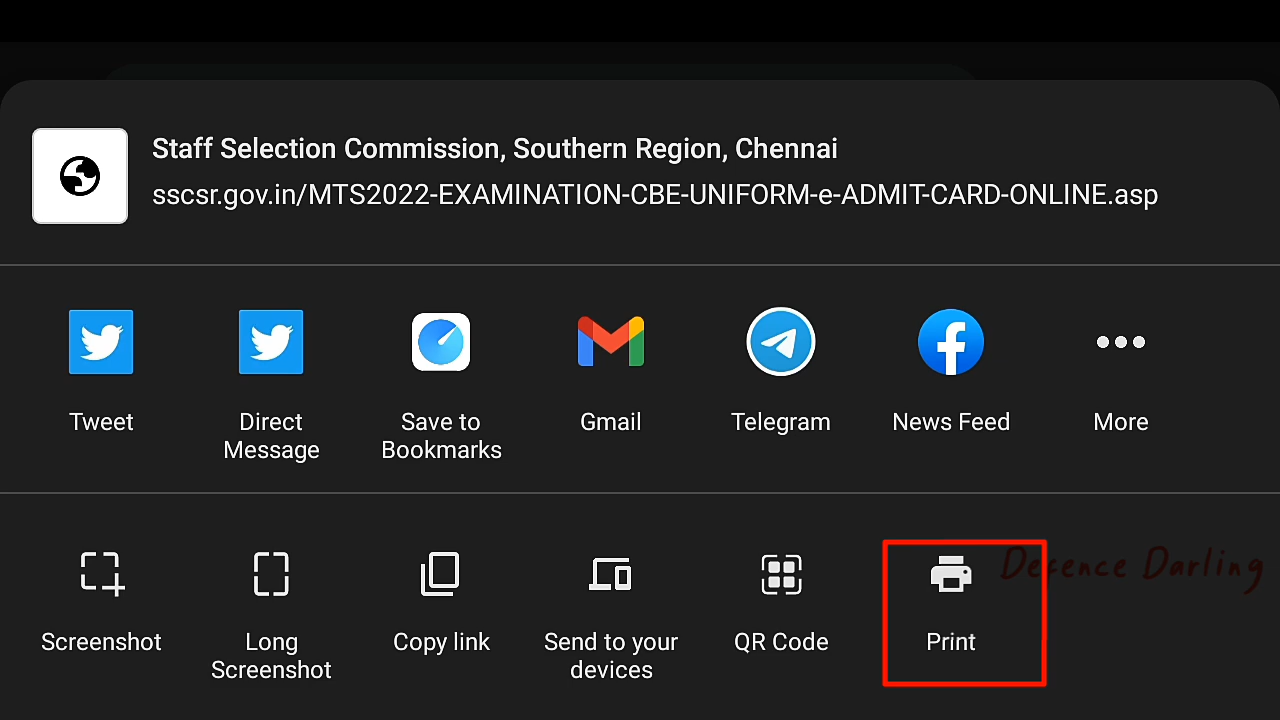 Staff Selection Commission, Southern Region, Chennai
sscsr.gov.in/MTS2022-EXAMINATION-CBE-UNIFORM-e-ADMIT-CARD-ONLINE.asp
Tweet
Direct
Message
Save to
Bookmarks
Gmail
Telegram
News Feed
More
Screenshot
Long
Screenshot
Copy link
Send to your
devices
QR Code
Print
Defence Darling